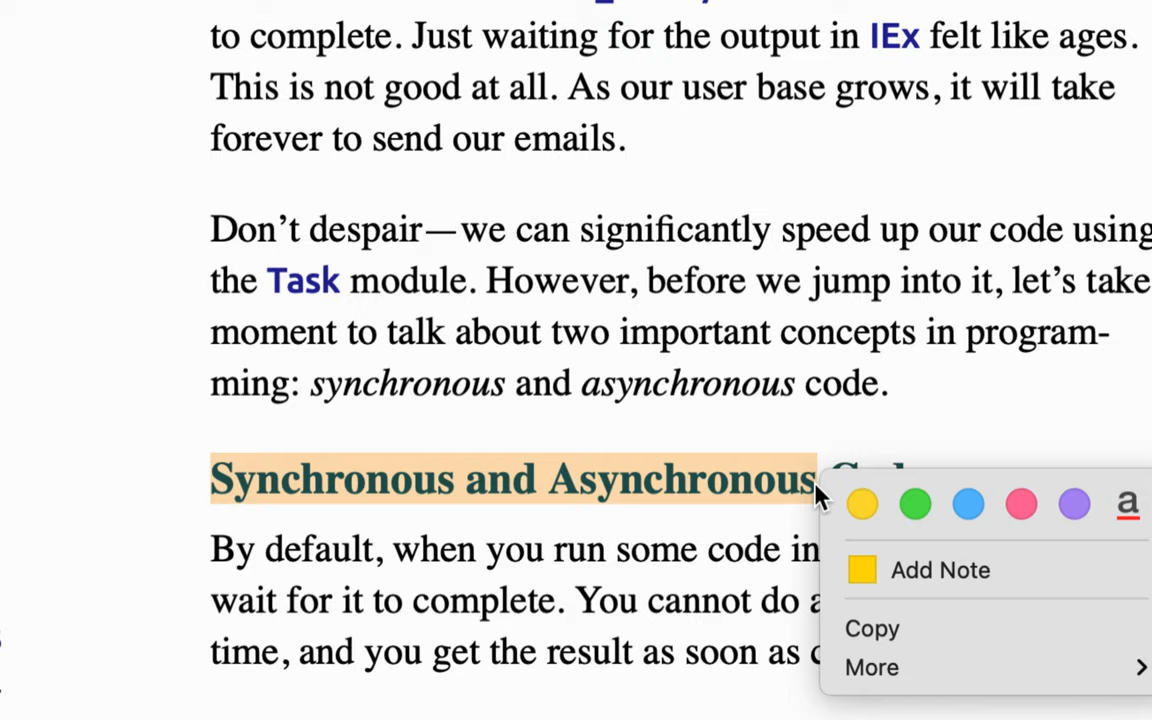 to complete. Just waiting for the output in IEx felt like ages.
This is not good at all. As our user base grows, it will take
forever to send our emails.
Don’t despair—we can significantly speed up our code using
the Task module. However, before we jump into it, let’s take
moment to talk about two important concepts in program-
ming: synchronous and asynchronous code.
Synchronous and Asynchronous
By default, when you run some code in
wait for it to complete. You cannot do
time, and you get the result as soon as
a
Add Note
Copy
More